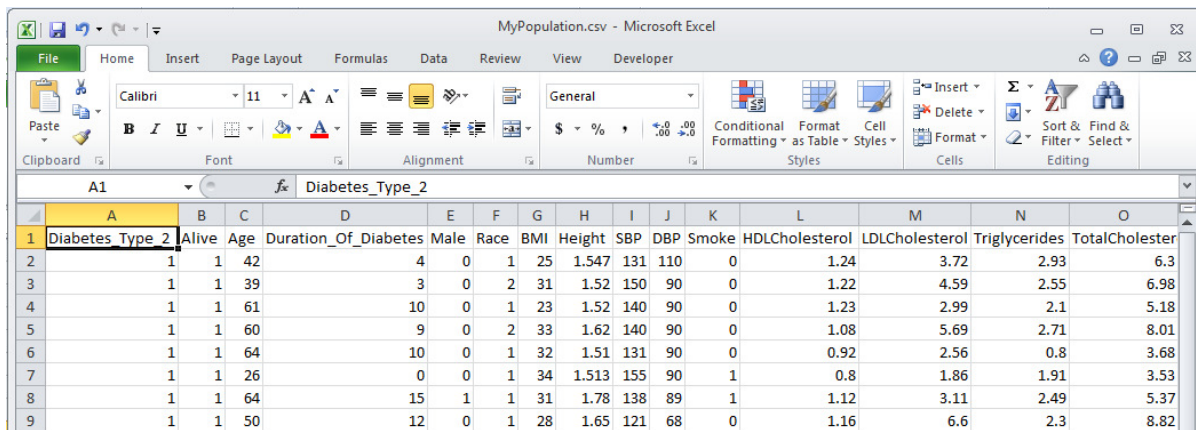 MyPopulation.csv - Microsoft Excel
File Home Insert Page Layout Formulas Data Review View Developer
Calibri 11 A A General Insert Σ
Paste B I U A $ % , .0 .00 .00 .0 Conditional Formatting Format as Table Cell Styles Delete Format Sort & Filter Find & Select
Clipboard Font Alignment Number Styles Cells Editing
A1 fx Diabetes_Type_2
A B C D E F G H I J K L M N O
1 Diabetes_Type_2 Alive Age Duration_Of_Diabetes Male Race BMI Height SBP DBP Smoke HDLCholesterol LDLCholesterol Triglycerides TotalCholester
2 1 1 42 4 0 1 25 1.547 131 110 0 1.24 3.72 2.93 6.3
3 1 1 39 3 0 2 31 1.52 150 90 0 1.22 4.59 2.55 6.98
4 1 1 61 10 0 1 23 1.52 140 90 0 1.23 2.99 2.1 5.18
5 1 1 60 9 0 2 33 1.62 140 90 0 1.08 5.69 2.71 8.01
6 1 1 64 10 0 1 32 1.51 131 90 0 0.92 2.56 0.8 3.68
7 1 1 26 0 0 1 34 1.513 155 90 1 0.8 1.86 1.91 3.53
8 1 1 64 15 1 1 31 1.78 138 89 1 1.12 3.11 2.49 5.37
9 1 1 50 12 0 1 28 1.65 121 68 0 1.16 6.6 2.3 8.82